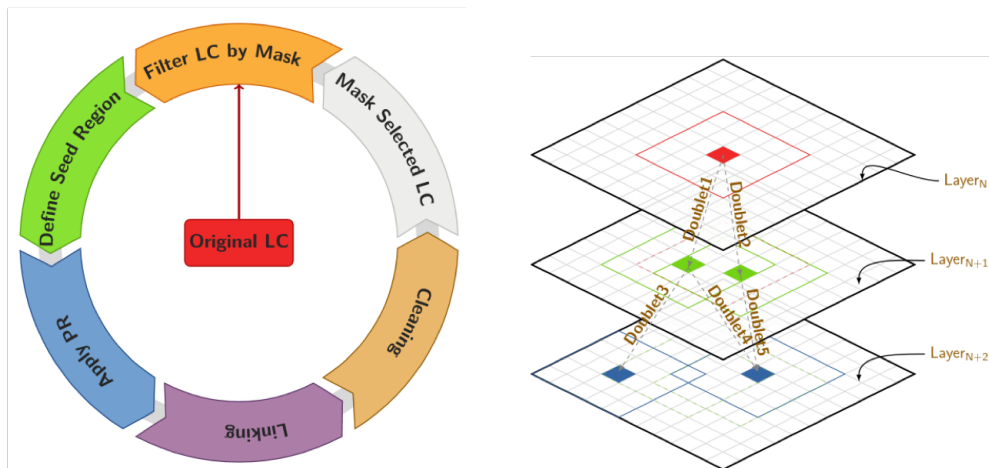 Filter LC by Mask
Mask Selected LC
Define Seed Region
Original LC
Apply PR
Cleaning
Linking
Layer_N
Doublet1
Doublet2
Layer_N+1
Doublet3
Doublet4
Doublet5
Layer_N+2